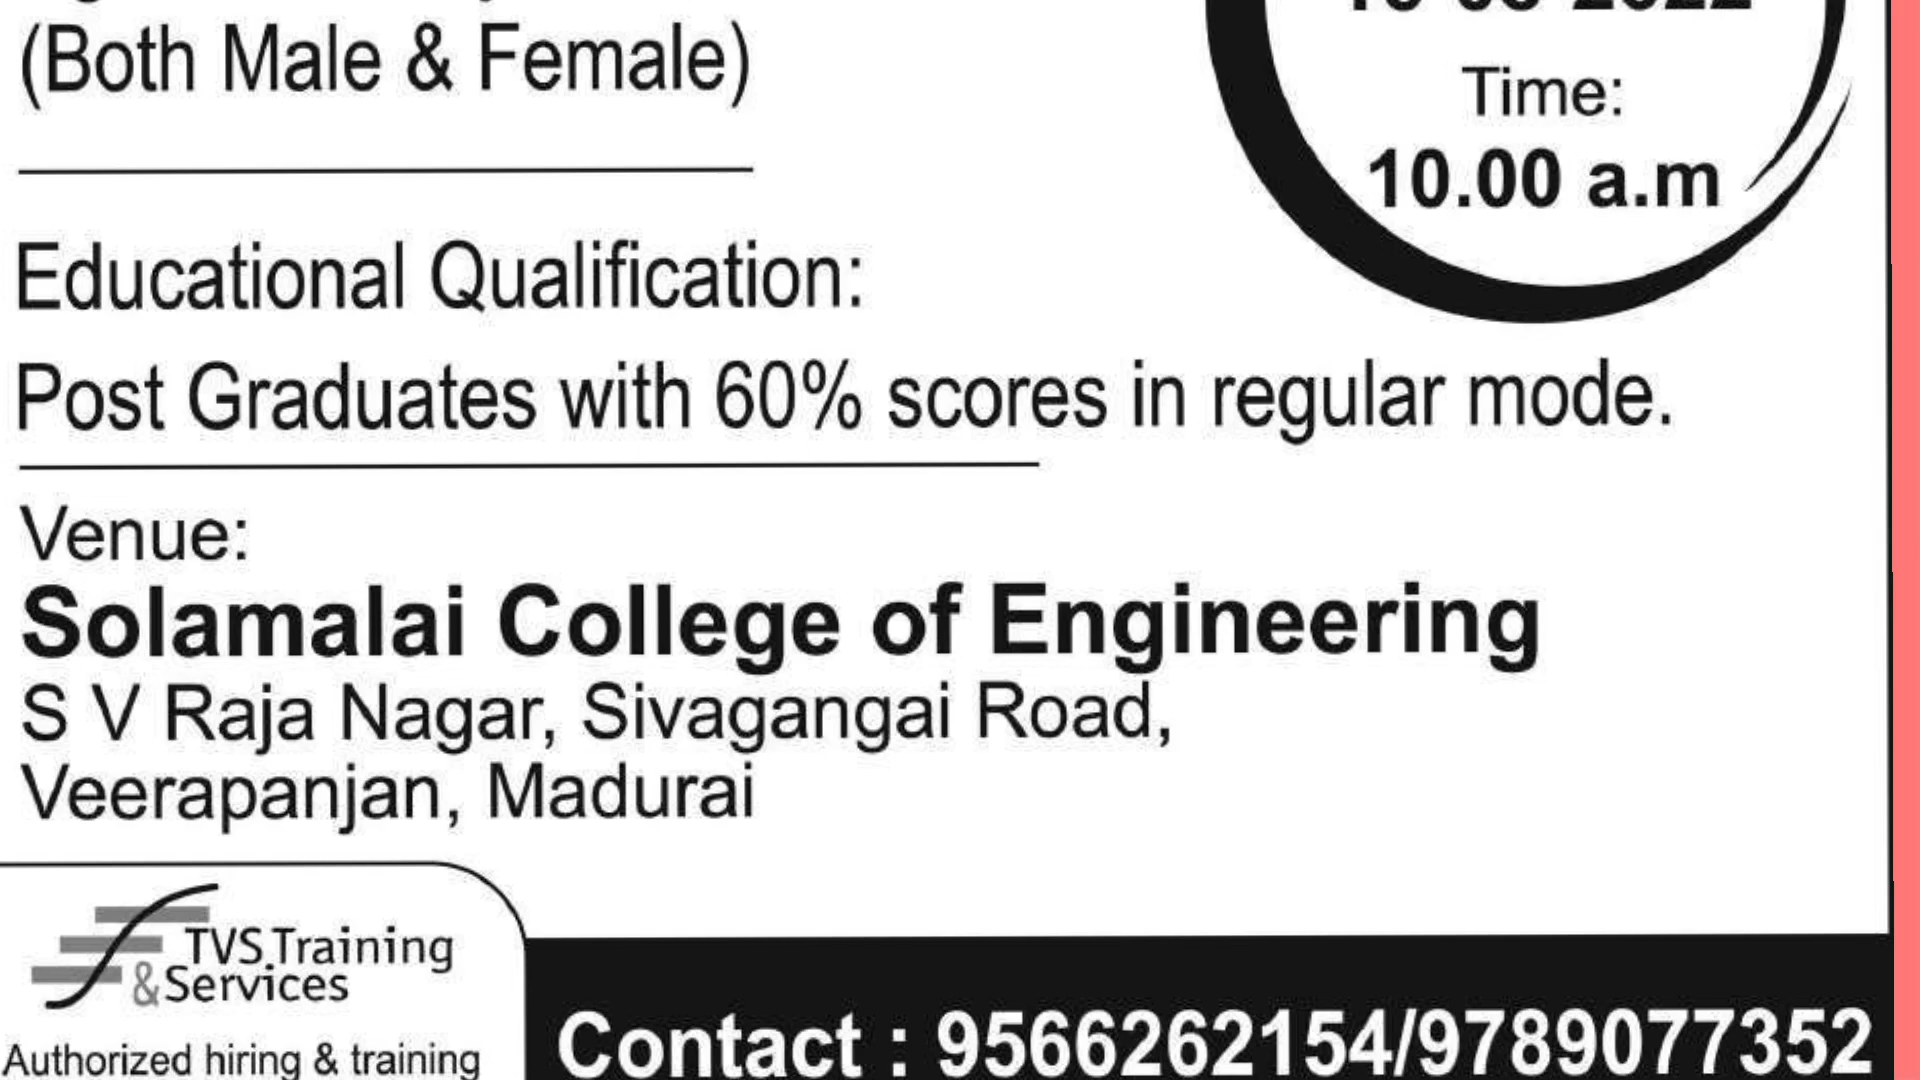 (Both Male & Female)
Time:
10.00 a.m
Educational Qualification:
Post Graduates with 60% scores in regular mode.
Venue:
Solamalai College of Engineering
S V Raja Nagar, Sivagangai Road,
Veerapanjan, Madurai
TVS Training
& Services
Authorized hiring & training
Contact : 9566262154/9789077352